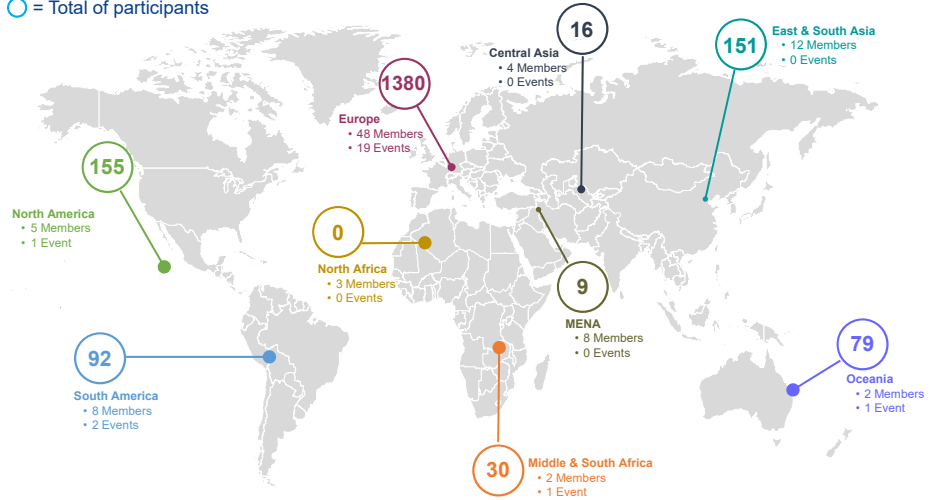 = Total of participants
16
Central Asia
• 4 Members
• 0 Events
151
East & South Asia
• 12 Members
• 0 Events
1380
Europe
• 48 Members
• 19 Events
155
North America
• 5 Members
• 1 Event
0
North Africa
• 3 Members
• 0 Events
9
MENA
• 8 Members
• 0 Events
92
South America
• 8 Members
• 2 Events
79
Oceania
• 2 Members
• 1 Event
30
Middle & South Africa
• 2 Members
• 1 Event